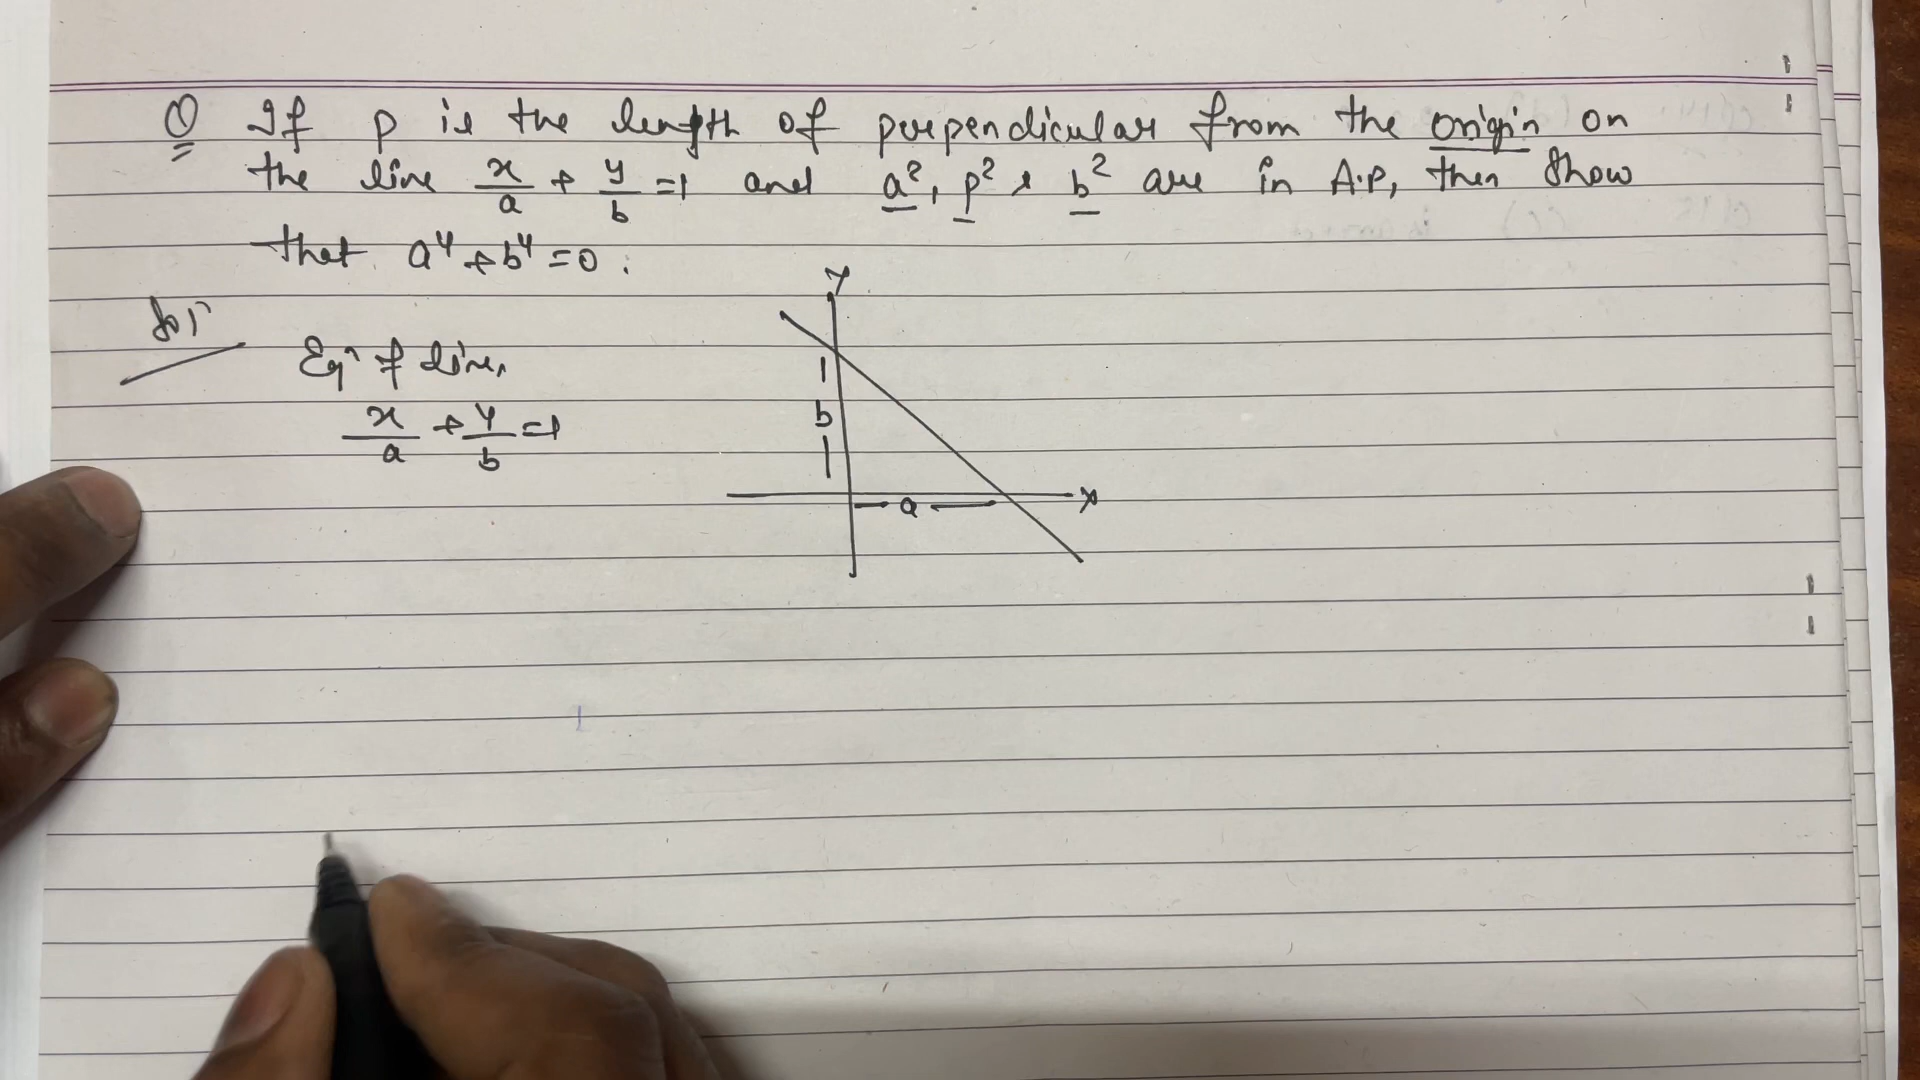 Q If p is the length of perpendicular from the origin on
the line x/a + y/b =1 and a², p² & b² are in A.P, then show
that a⁴+b⁴=0.
Solⁿ
Eqⁿ of line,
x/a + y/b =1
y
b
a
x